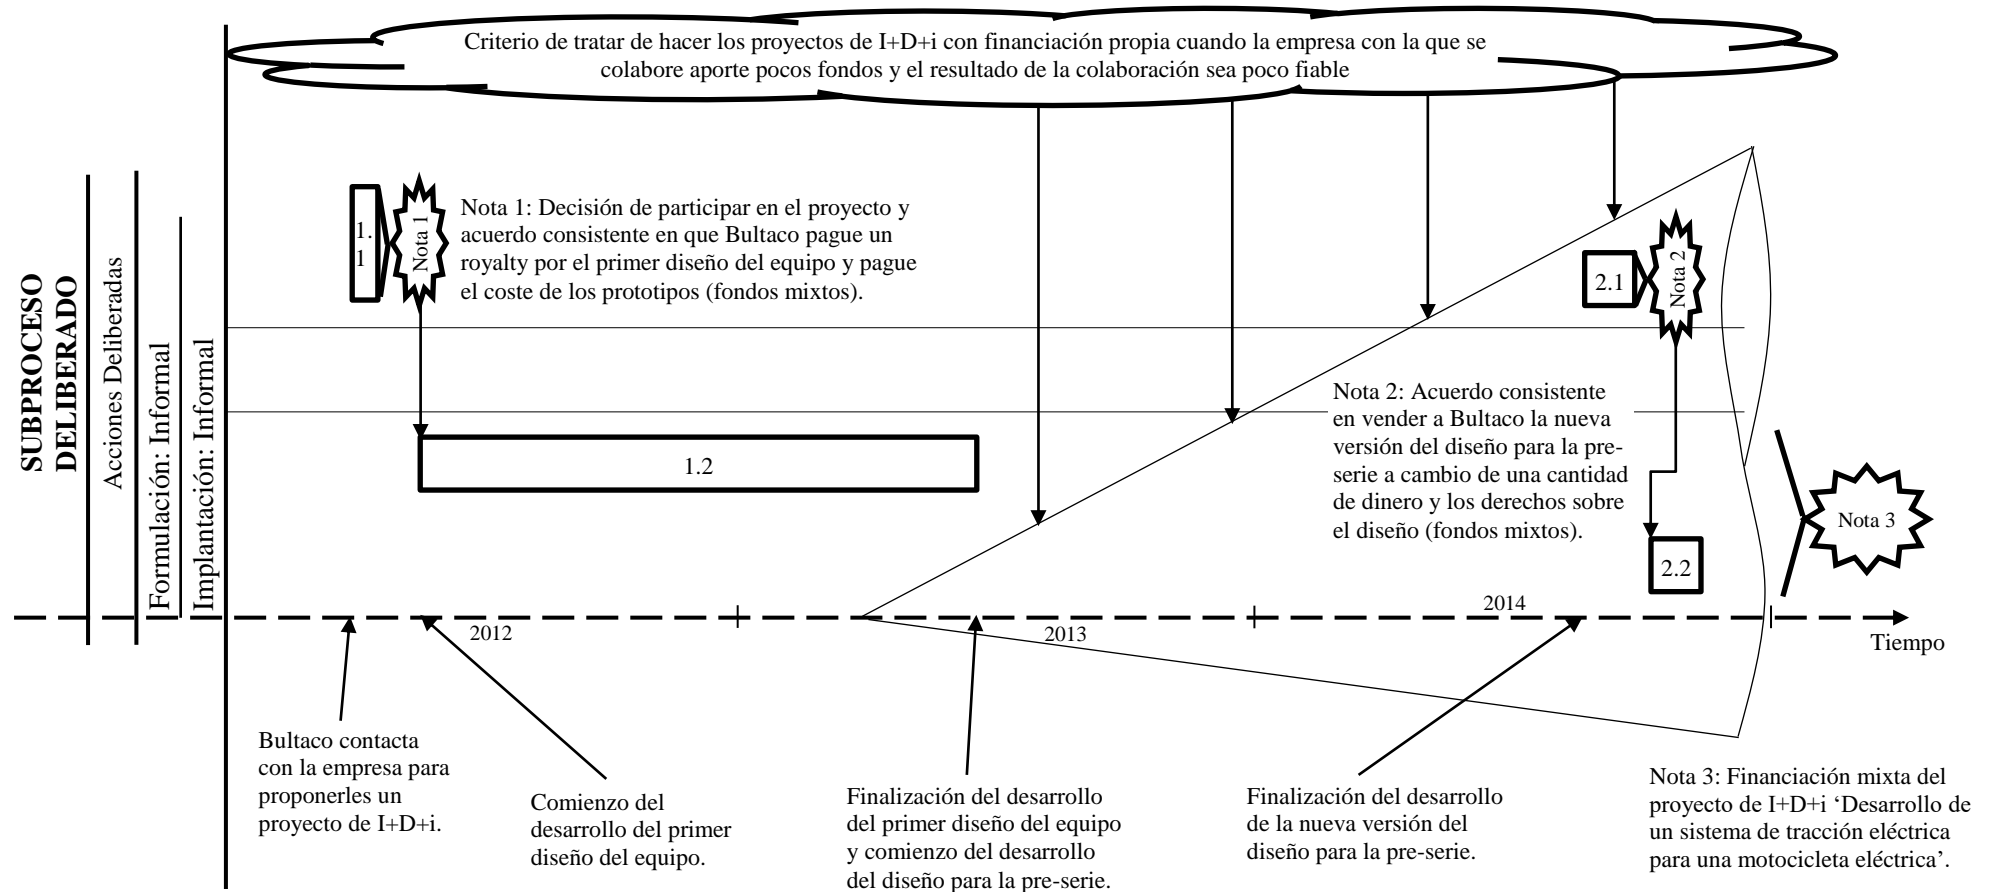 Criterio de tratar de hacer los proyectos de I+D+i con financiación propia cuando la empresa con la que se
colabore aporte pocos fondos y el resultado de la colaboración sea poco fiable
SUBPROCESO
DELIBERADO
Acciones Deliberadas
Formulación: Informal
Implantación: Informal
1.
1
Nota 1
Nota 1: Decisión de participar en el proyecto y
acuerdo consistente en que Bultaco pague un
royalty por el primer diseño del equipo y pague
el coste de los prototipos (fondos mixtos).
2.1
Nota 2
Nota 2: Acuerdo consistente
en vender a Bultaco la nueva
versión del diseño para la pre-
serie a cambio de una cantidad
de dinero y los derechos sobre
el diseño (fondos mixtos).
1.2
Nota 3
2.2
2012
2013
2014
Tiempo
Bultaco contacta
con la empresa para
proponerles un
proyecto de I+D+i.
Comienzo del
desarrollo del primer
diseño del equipo.
Finalización del desarrollo
del primer diseño del equipo
y comienzo del desarrollo
del diseño para la pre-serie.
Finalización del desarrollo
de la nueva versión del
diseño para la pre-serie.
Nota 3: Financiación mixta del
proyecto de I+D+i ‘Desarrollo de
un sistema de tracción eléctrica
para una motocicleta eléctrica’.